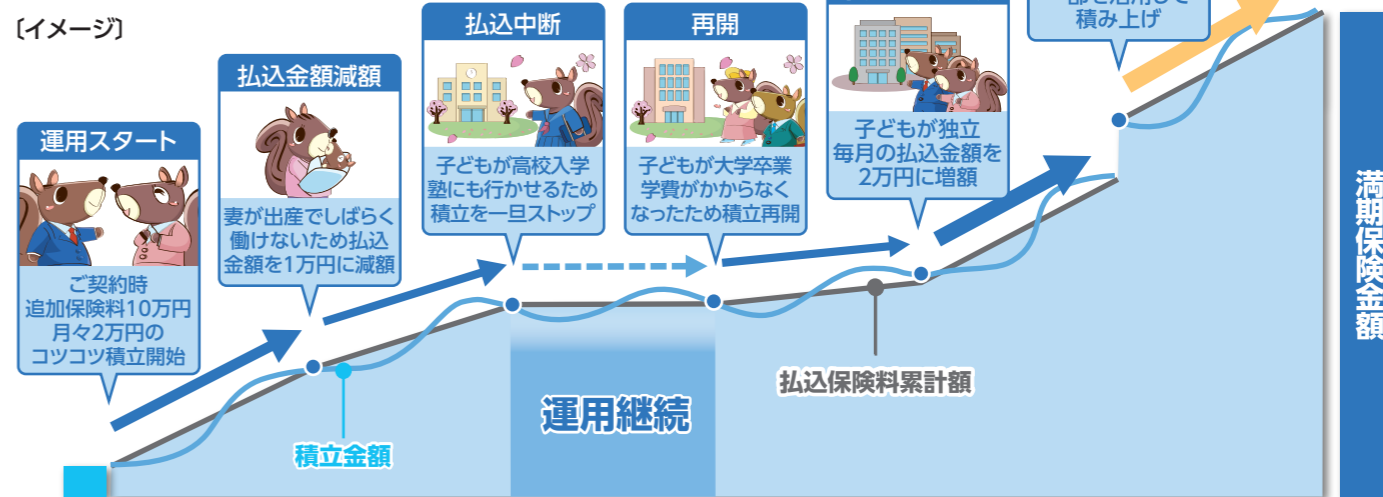 〔イメージ〕
運用スタート
ご契約時
追加保険料10万円
月々2万円の
コツコツ積立開始
払込金額減額
妻が出産でしばらく
働けないため払込
金額を1万円に減額
払込中断
子どもが高校入学
塾にも行かせるため
積立を一旦ストップ
再開
子どもが大学卒業
学費がかからなく
なったため積立再開
子どもが独立
毎月の払込金額を
2万円に増額
積み上げ
積立金額
運用継続
払込保険料累計額
満期保険金額